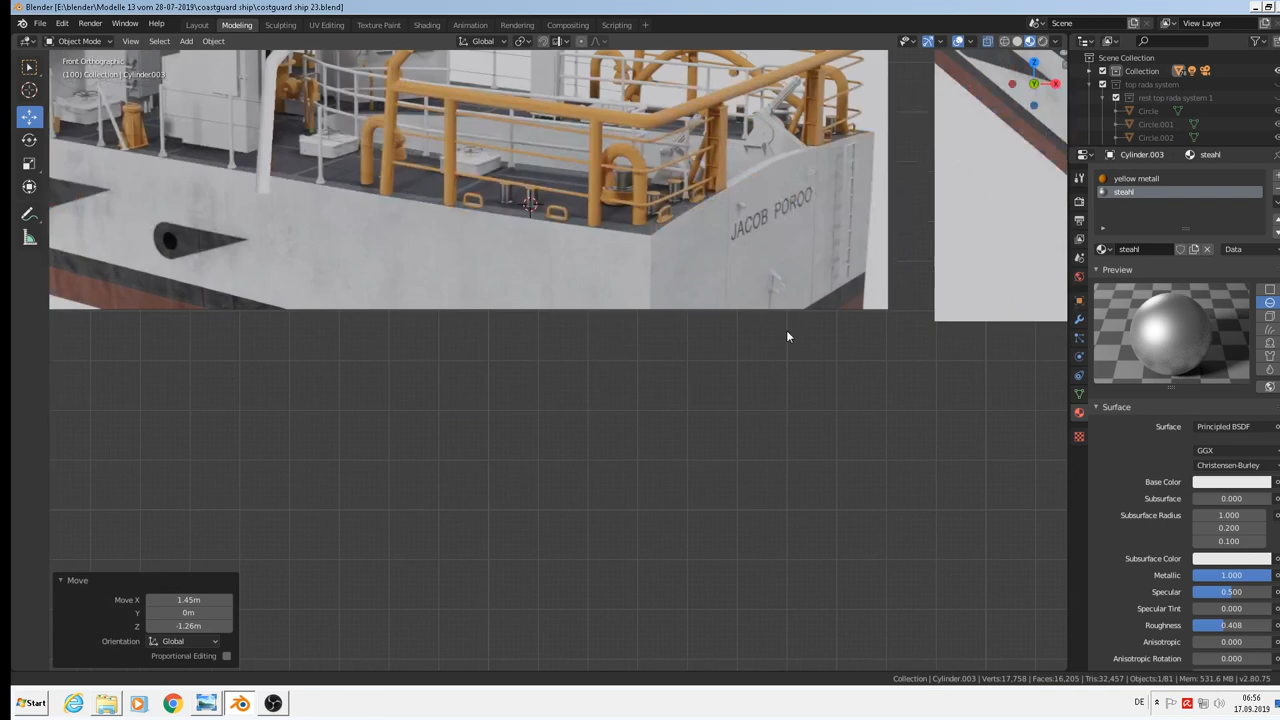 Blender [E:\Blender\Modelle 13 vom 28-07-2019\coastguard ship\costguard ship 23.blend]
File Edit Render Window Help Layout Modeling Sculpting UV Editing Texture Paint Shading Animation Rendering Compositing Scripting + Scene View Layer
Object Mode View Select Add Object Global
Front Orthographic
(100) Collection | Cylinder.003
Z
X
Y
Scene Collection
Collection
top rada system
rest top rada system 1
Circle
Circle.001
Circle.002
Cylinder.003 steahl
yellow metall
steahl
steahl Data
Preview
Surface
Surface Principled BSDF
GGX
Christensen-Burley
Base Color
Subsurface 0.000
Subsurface Radius 1.000
0.200
0.100
Subsurface Color
Metallic 1.000
Specular 0.500
Specular Tint 0.000
Roughness 0.408
Anisotropic 0.000
Anisotropic Rotation 0.000
JACOB POROO
Move
Move X 1.45m
Y 0m
Z -1.26m
Orientation Global
Proportional Editing
Collection | Cylinder.003 | Verts:17,758 | Faces:16,205 | Tris:32,457 | Objects:1/81 | Mem: 531.6 MB | v2.80.75
Start
DE
06:56
17.09.2019